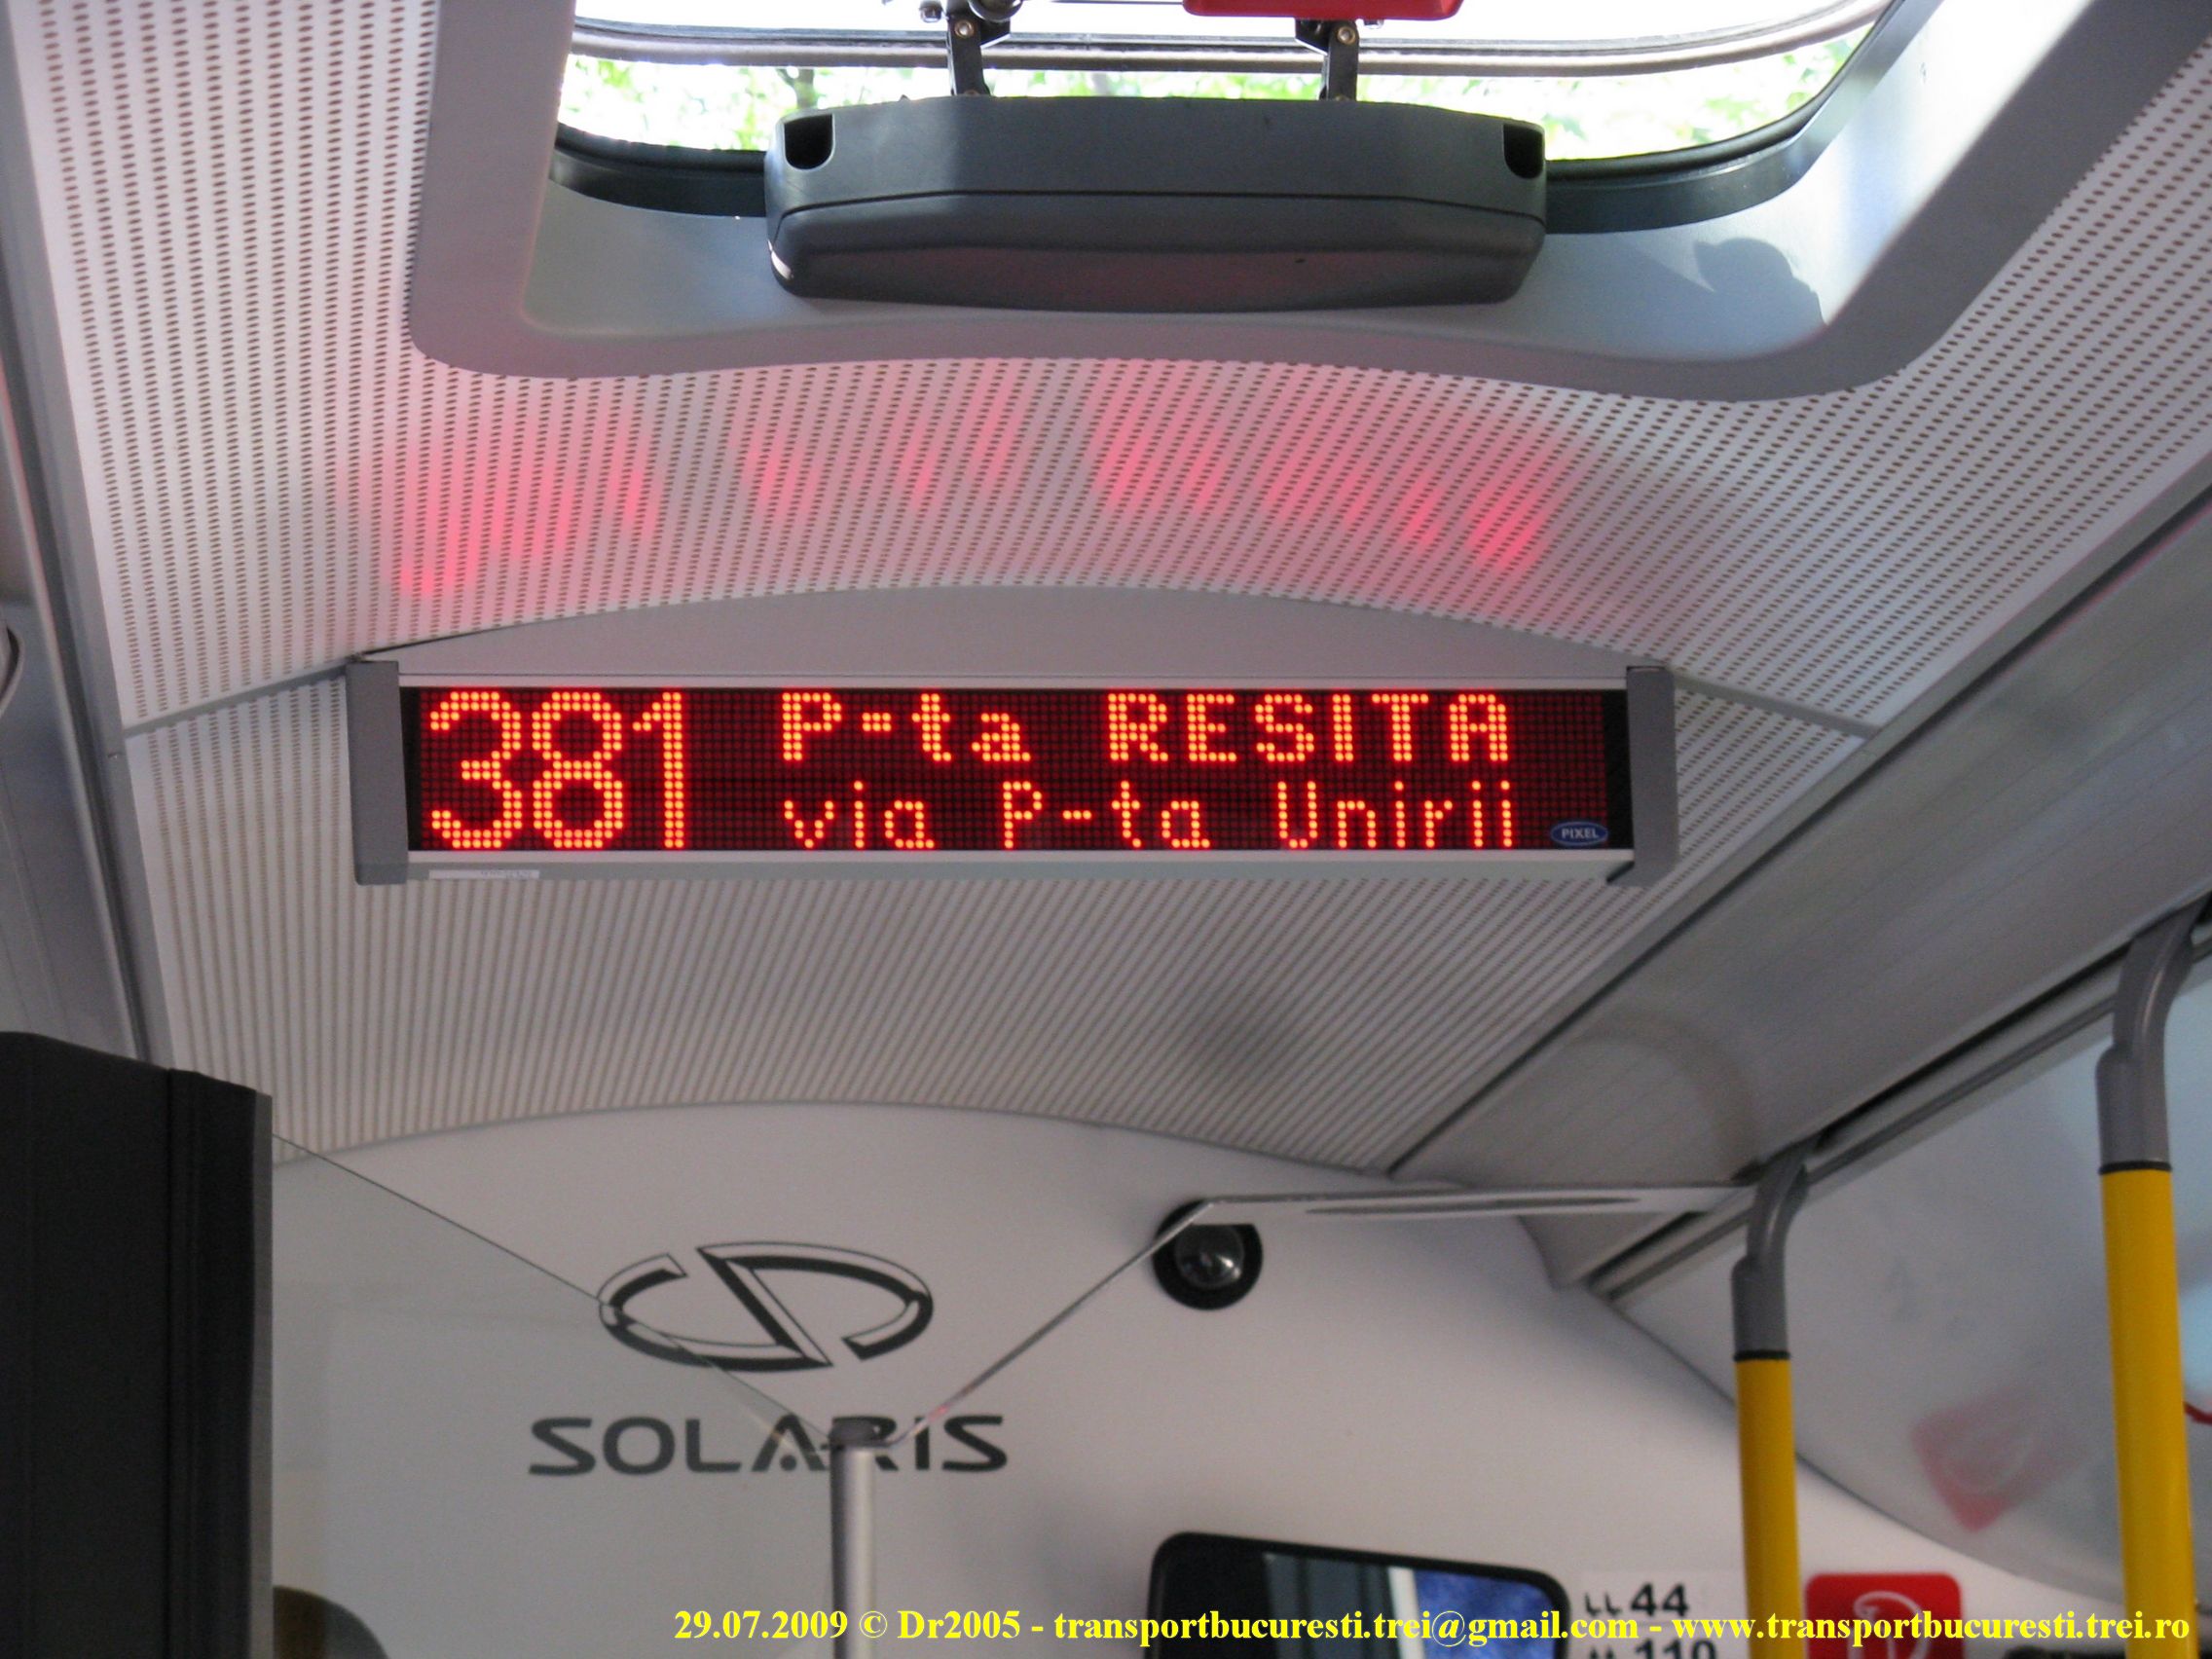 381 P-ta RESITA
via P-ta Unirii
PIXEL
SOLARIS
LL 44
110
29.07.2009 © Dr2005 - transportbucuresti.trei@gmail.com - www.transportbucuresti.trei.ro